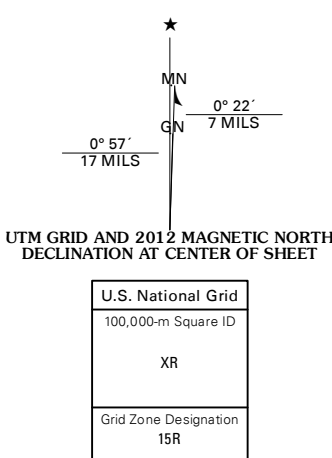 ★
MN
0° 22´
7 MILS
GN
0° 57´
17 MILS
UTM GRID AND 2012 MAGNETIC NORTH
DECLINATION AT CENTER OF SHEET
U.S. National Grid
100,000-m Square ID
XR
Grid Zone Designation
15R